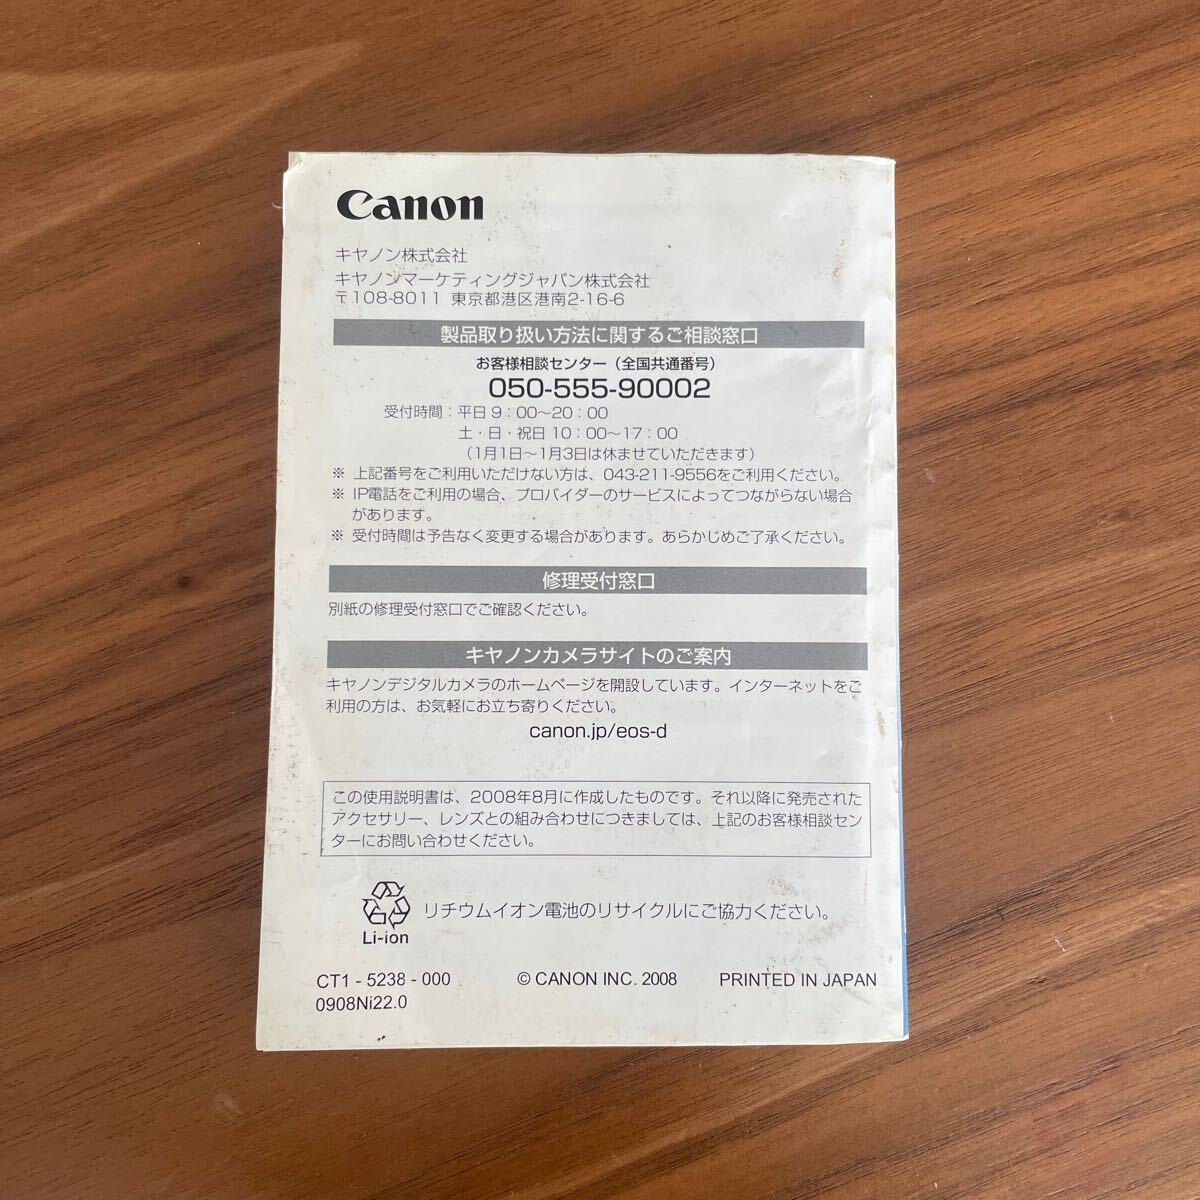 Canon
キヤノン株式会社
キヤノンマーケティングジャパン株式会社
〒108-8011 東京都港区港南2-16-6
製品取り扱い方法に関するご相談窓口
お客様相談センター（全国共通番号）
050-555-90002
受付時間：平日 9：00～20：00
土・日・祝日 10：00～17：00
（1月1日～1月3日は休ませていただきます）
※ 上記番号をご利用いただけない方は、043-211-9556をご利用ください。
※ IP電話をご利用の場合、プロバイダーのサービスによってつながらない場合
があります。
※ 受付時間は予告なく変更する場合があります。あらかじめご了承ください。
修理受付窓口
別紙の修理受付窓口でご確認ください。
キヤノンカメラサイトのご案内
キヤノンデジタルカメラのホームページを開設しています。インターネットをご
利用の方は、お気軽にお立ち寄りください。
canon.jp/eos-d
この使用説明書は、2008年8月に作成したものです。それ以降に発売された
アクセサリー、レンズとの組み合わせにつきましては、上記のお客様相談セン
ターにお問い合わせください。
リチウムイオン電池のリサイクルにご協力ください。
Li-ion
CT1 - 5238 - 000 © CANON INC. 2008 PRINTED IN JAPAN
0908Ni22.0